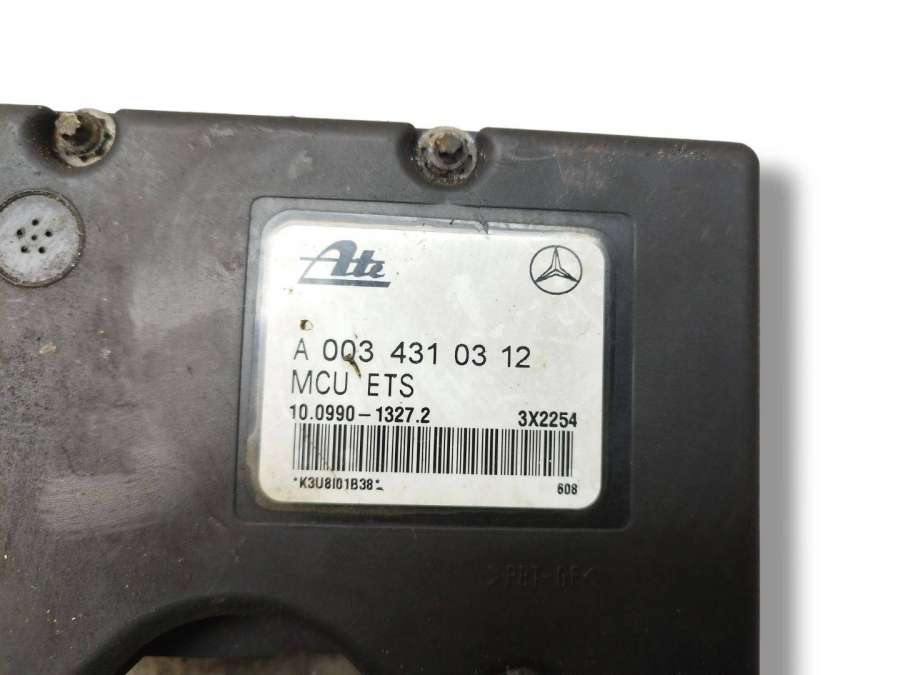 Ate
A 003 431 03 12
MCU ETS
10.0990-1327.2 3X2254
*K3U8I01B38*
608
>PBT-GF<